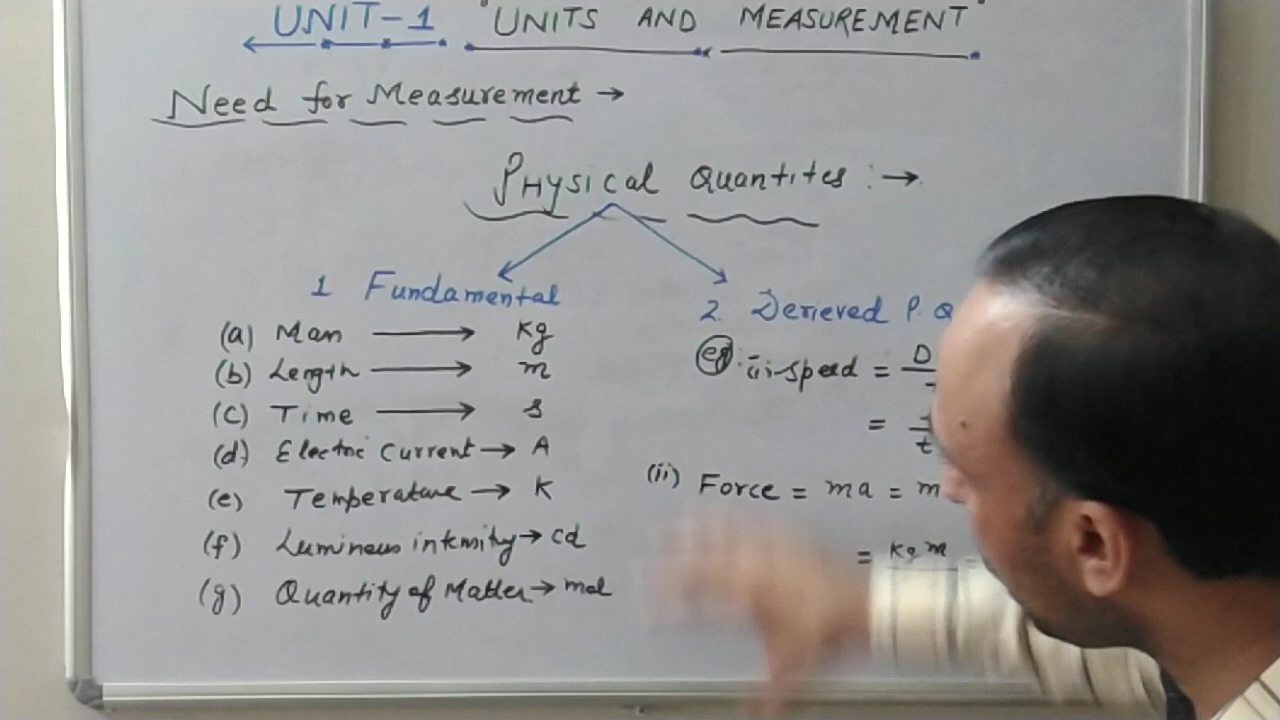 UNIT-1 "UNITS AND MEASUREMENT"
Need for Measurement →
Physical Quantites :→
1 Fundamental
(a) Mass → Kg
(b) Length → m
(c) Time → s
(d) Electric Current → A
(e) Temperature → K
(f) Luminous intensity → cd
(g) Quantity of Matter → mol
2. Derieved P. Q
eg: (i) speed = D
=
t
(ii) Force = ma = m
= Kg m